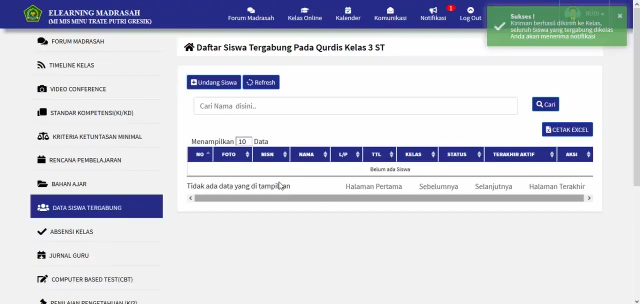 ELEARNING MADRASAH
(MI MIS MINU TRATE PUTRI GRESIK)
Forum Madrasah
Kelas Online
Kalender
Komunikasi
Notifikasi
1
Log Out
Sukses !
Kiriman berhasil dikirim ke Kelas,
seluruh Siswa yang tergabung dikelas
Anda akan menerima notifikasi
×
FORUM MADRASAH
TIMELINE KELAS
VIDEO CONFERENCE
STANDAR KOMPETENSI(KI/KD)
KRITERIA KETUNTASAN MINIMAL
RENCANA PEMBELAJARAN
BAHAN AJAR
DATA SISWA TERGABUNG
ABSENSI KELAS
JURNAL GURU
COMPUTER BASED TEST(CBT)
PENILAIAN PENGETAHUAN (KI3)
Daftar Siswa Tergabung Pada Qurdis Kelas 3 ST
Undang Siswa
Refresh
Cari Nama disini..
Cari
CETAK EXCEL
Menampilkan 10 Data
NO FOTO NISN NAMA L/P TTL KELAS STATUS TERAKHIR AKTIF AKSI
Belum ada Siswa
Tidak ada data yang di tampilkan
Halaman Pertama Sebelumnya Selanjutnya Halaman Terakhir